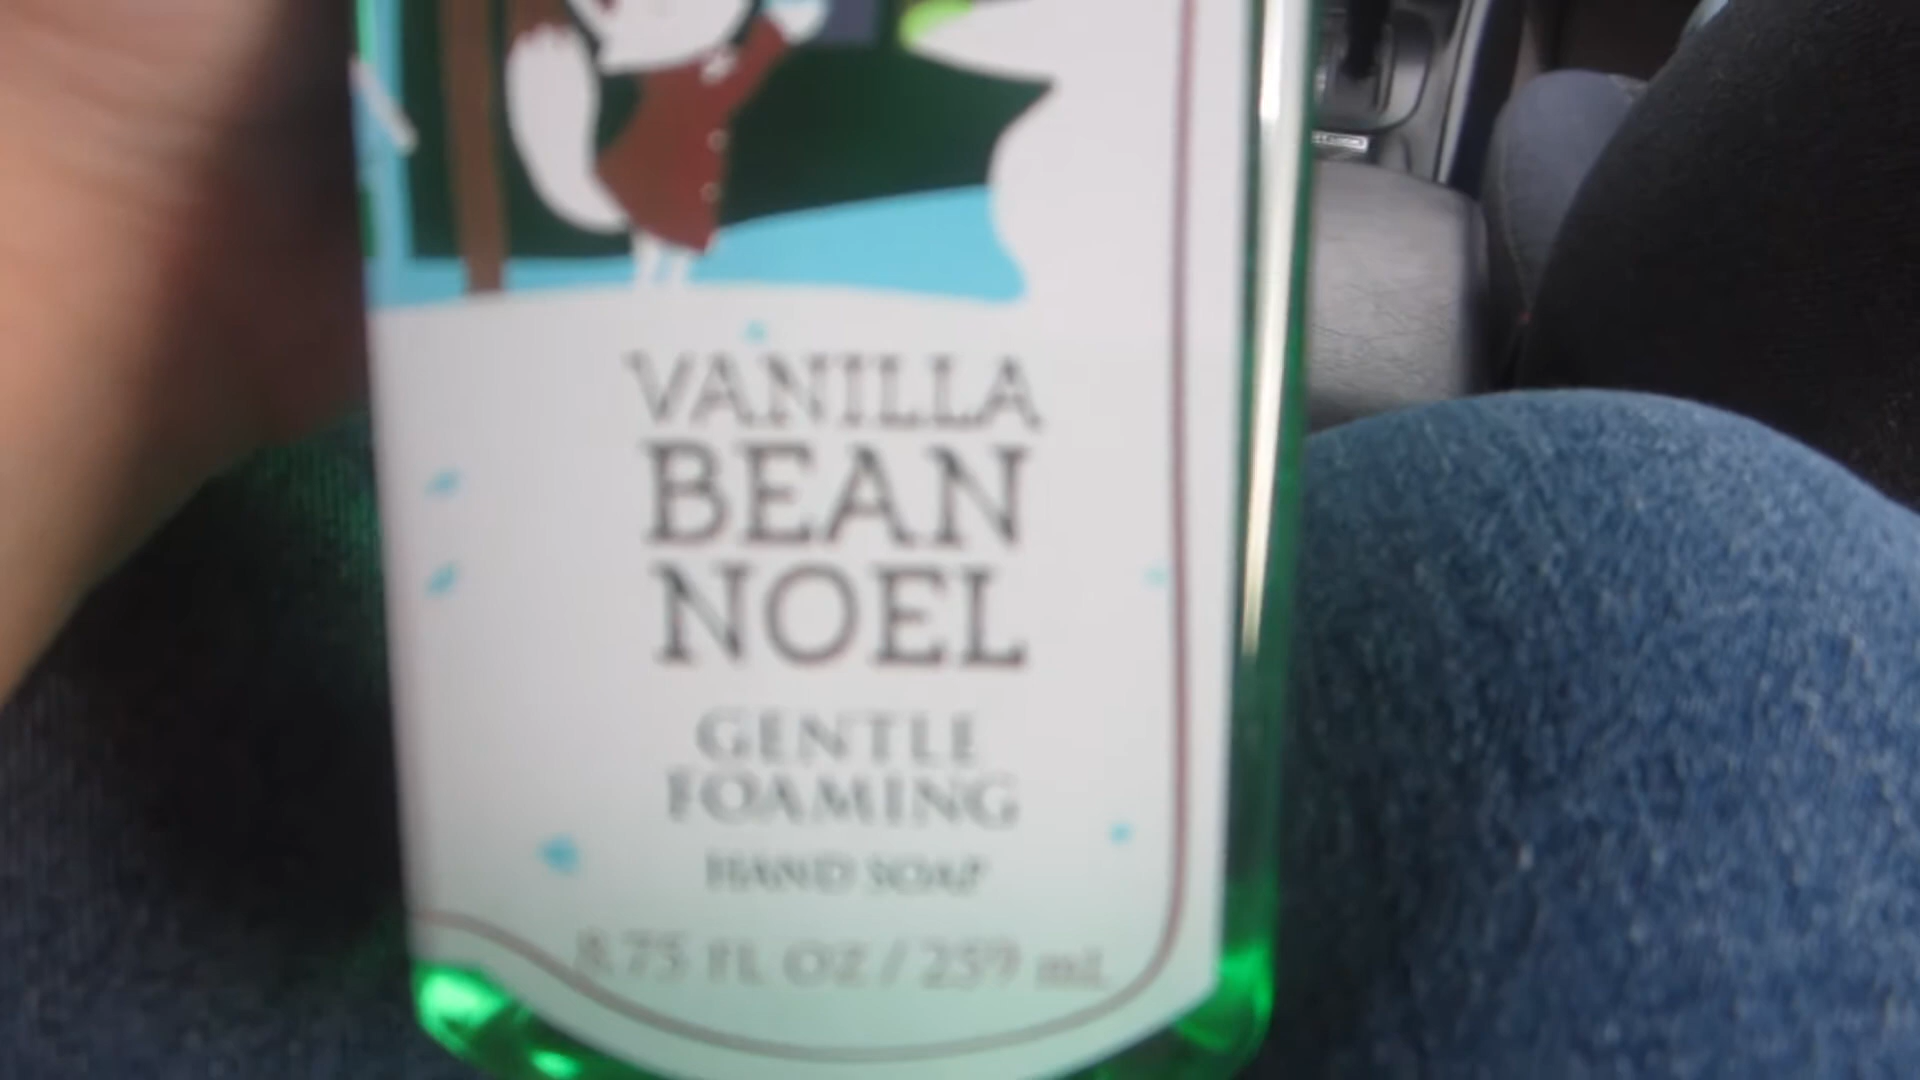 VANILLA
BEAN
NOEL
GENTLE
FOAMING
HAND SOAP
8.75 FL OZ / 259 mL